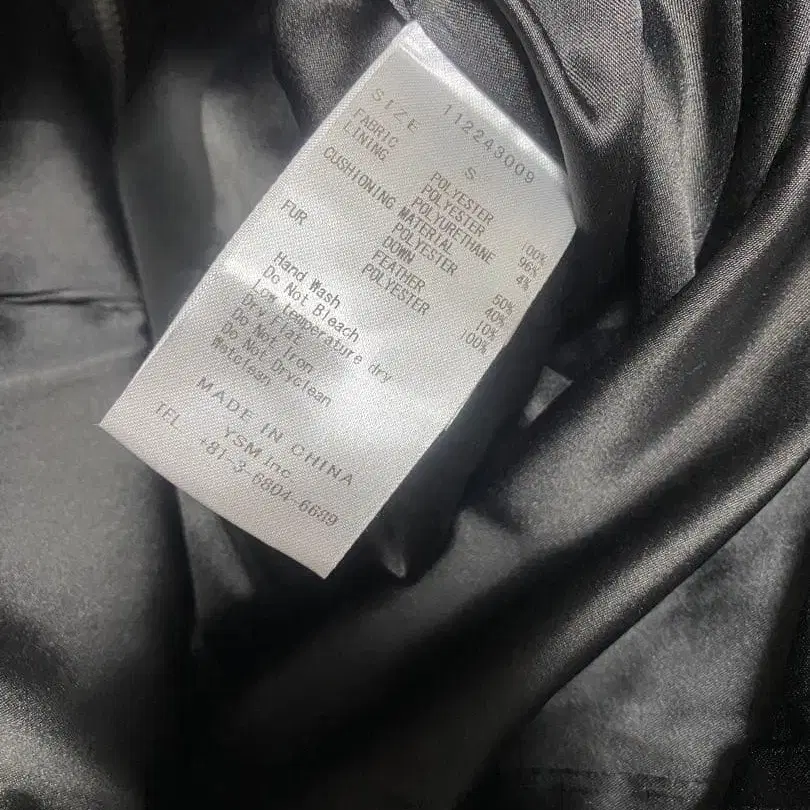 112243009
SIZE S
FABRIC POLYESTER 100%
LINING POLYESTER 96%
POLYURETHANE 4%
CUSHIONING MATERIAL
POLYESTER 50%
DOWN 40%
FEATHER 10%
FUR POLYESTER 100%
Hand Wash
Do Not Bleach
Low temperature dry
Dry Flat
Do Not Iron
Do Not Dryclean
Wetclean
MADE IN CHINA
YSM Inc
TEL +81-3-6804-6639